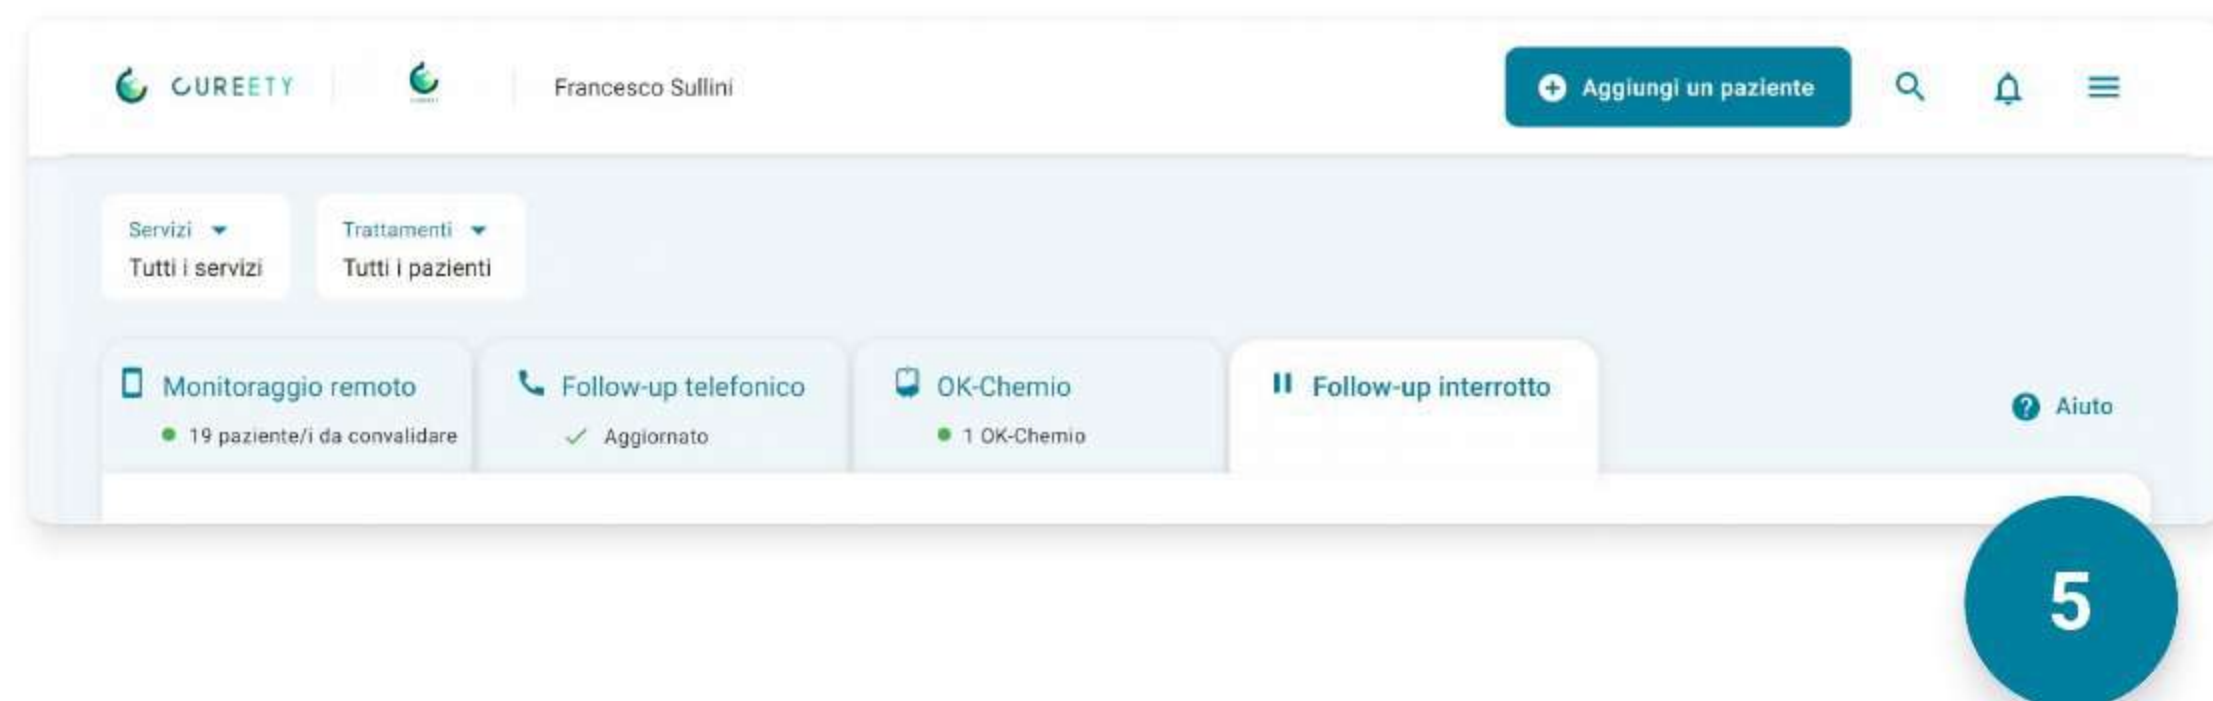 CUREETY
Francesco Sullini
Aggiungi un paziente
Servizi
Tutti i servizi
Trattamenti
Tutti i pazienti
Monitoraggio remoto
19 paziente/i da convalidare
Follow-up telefonico
Aggiornato
OK-Chemio
1 OK-Chemio
Follow-up interrotto
Aiuto
5